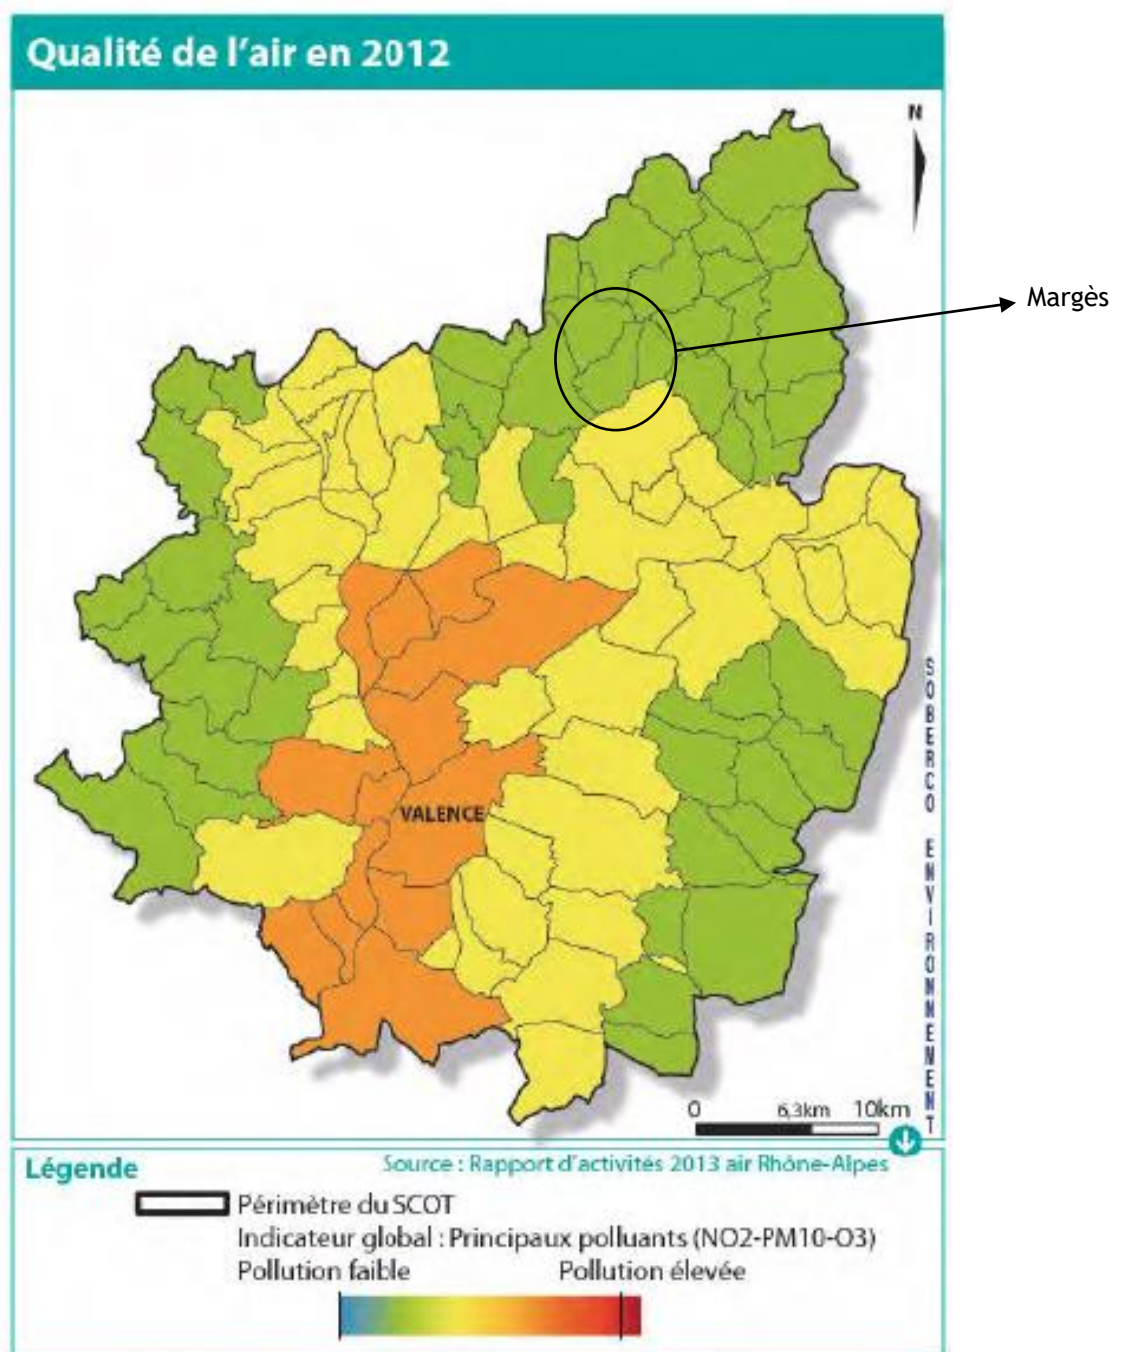 Qualité de l'air en 2012
N
Margès
VALENCE
SOBERCO ENVIRONNEMENT
0 6,3km 10km
Légende
Source : Rapport d'activités 2013 air Rhône-Alpes
Périmètre du SCOT
Indicateur global : Principaux polluants (NO2-PM10-O3)
Pollution faible Pollution élevée